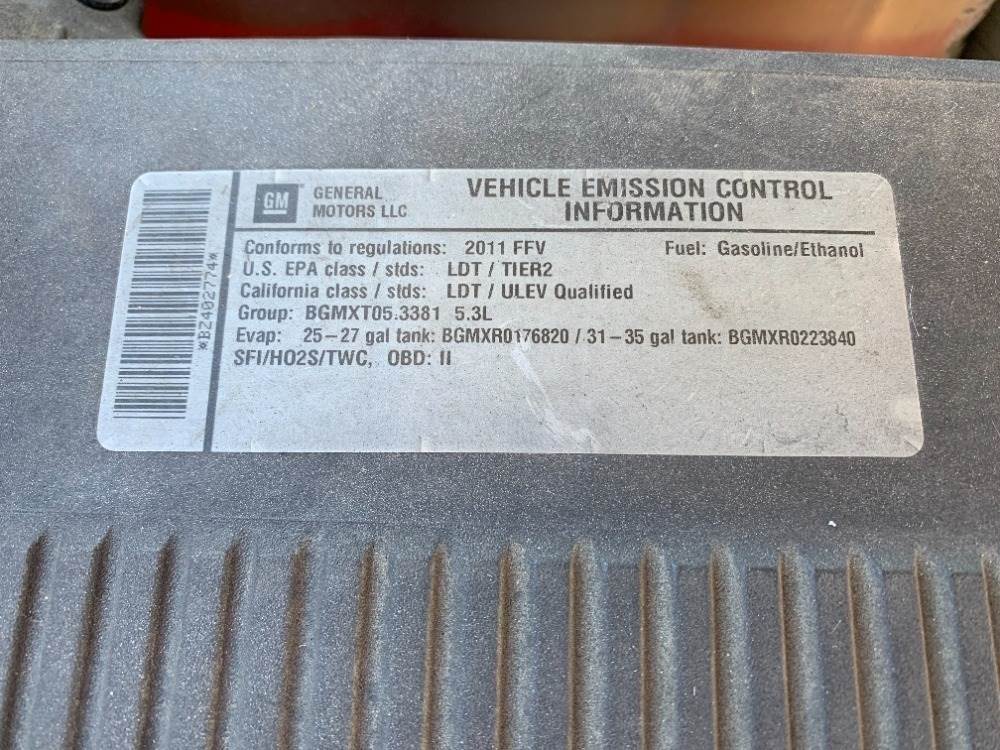 GM GENERAL MOTORS LLC
VEHICLE EMISSION CONTROL
INFORMATION
Conforms to regulations: 2011 FFV Fuel: Gasoline/Ethanol
U.S. EPA class / stds: LDT / TIER2
California class / stds: LDT / ULEV Qualified
Group: BGMXT05.3381 5.3L
Evap: 25–27 gal tank: BGMXR0176820 / 31–35 gal tank: BGMXR0223840
SFI/HO2S/TWC, OBD: II
*BZ402774*